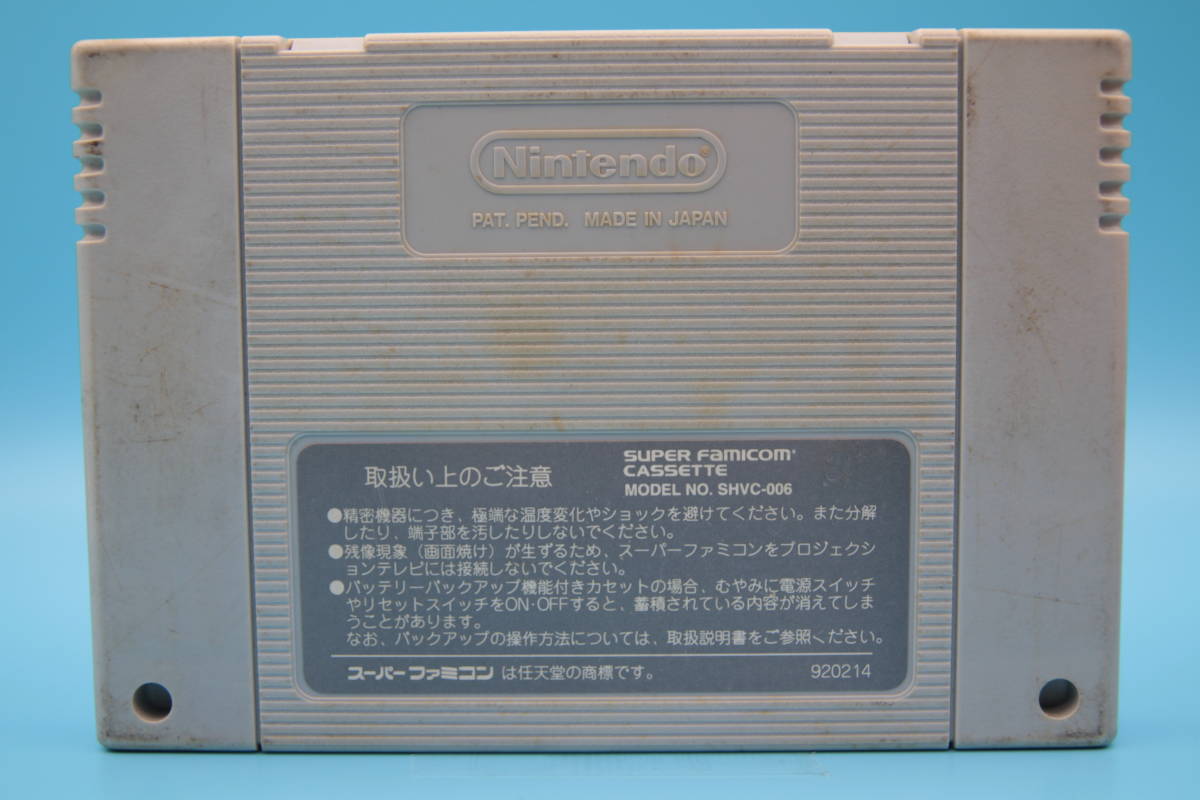 Nintendo®
PAT. PEND. MADE IN JAPAN
取扱い上のご注意
SUPER FAMICOM
CASSETTE
MODEL NO. SHVC-006
●精密機器につき、極端な温度変化やショックを避けてください。また分解
したり、端子部を汚したりしないでください。
●残像現象（画面焼け）が生ずるため、スーパーファミコンをプロジェクシ
ョンテレビには接続しないでください。
●バッテリーバックアップ機能付きカセットの場合、むやみに電源スイッチ
やリセットスイッチをON·OFFすると、蓄積されている内容が消えてしま
うことがあります。
なお、バックアップの操作方法については、取扱説明書をご参照ください。
スーパーファミコン は任天堂の商標です。 920214